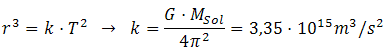 r³ = k · T² → k = G · M_Sol / 4π² = 3,35 · 10¹⁵ m³/s²